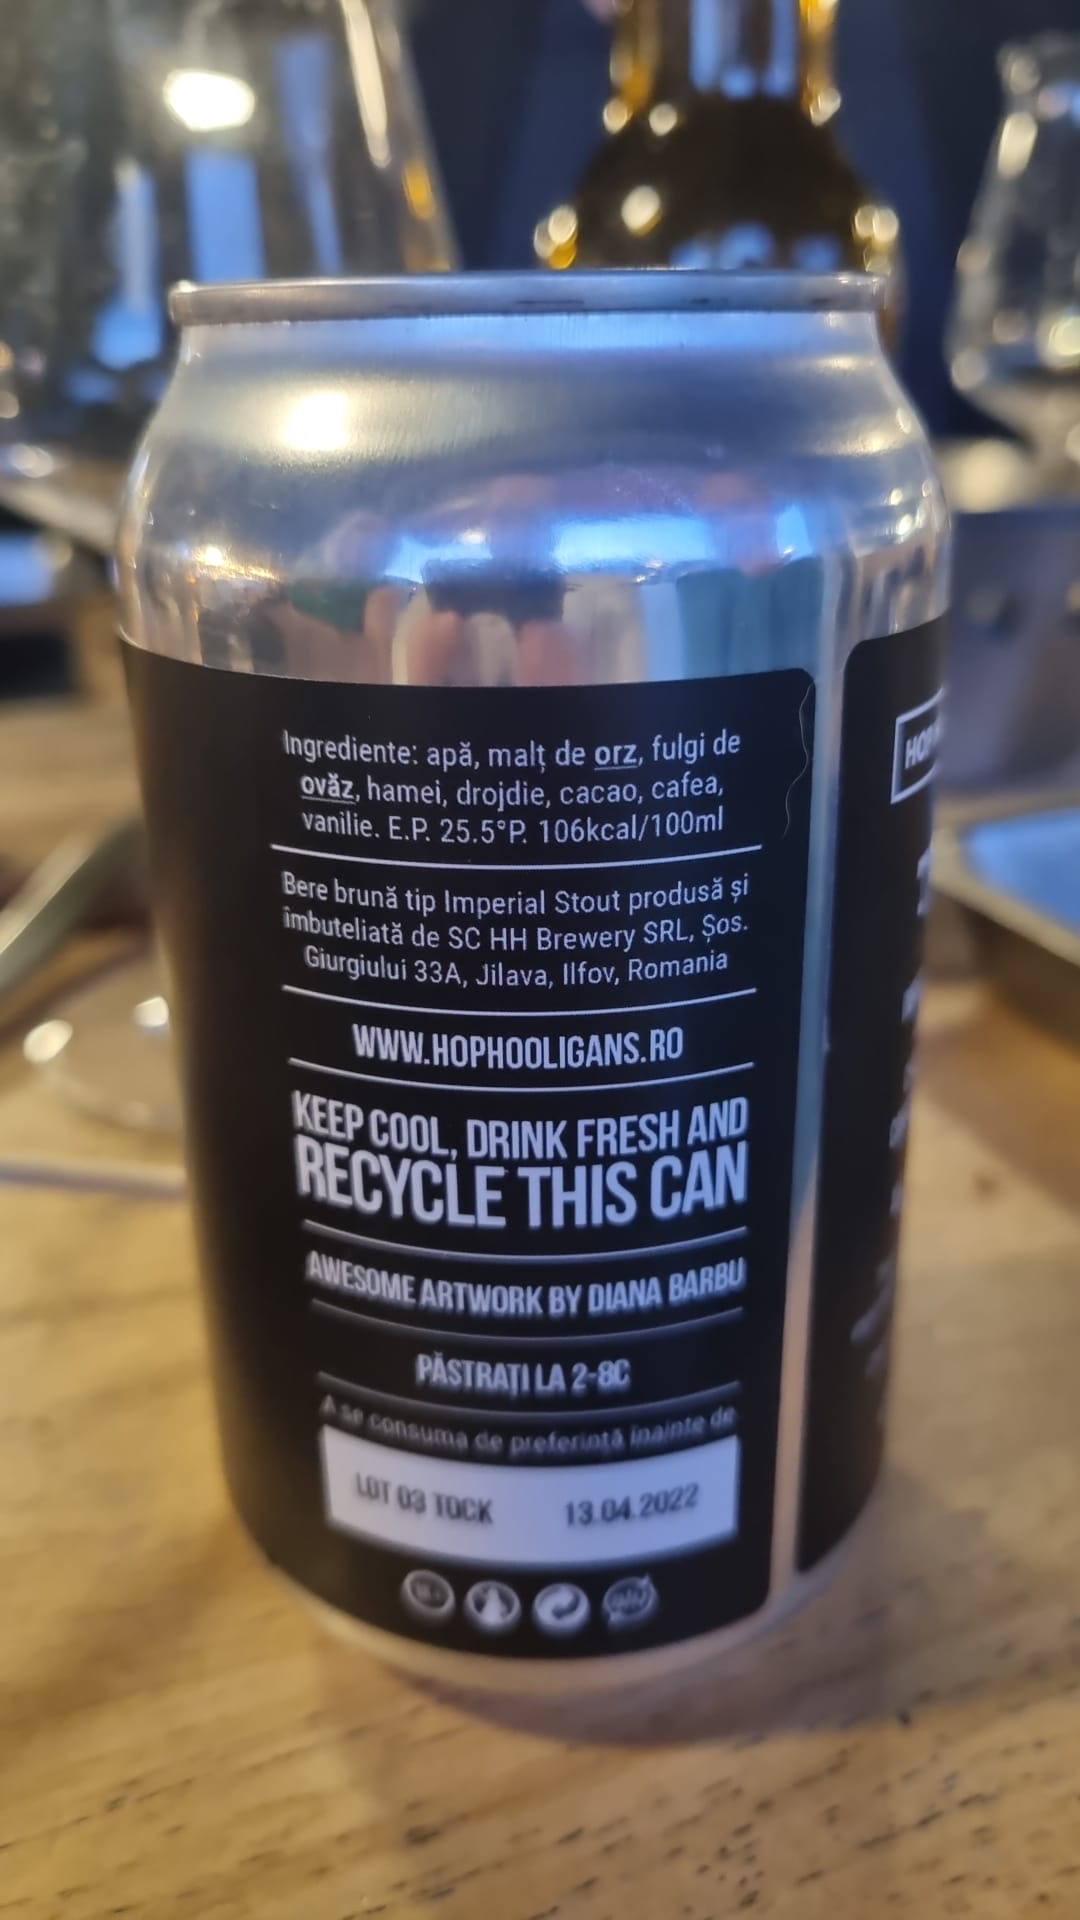 Ingrediente: apă, malț de orz, fulgi de
ovăz, hamei, drojdie, cacao, cafea,
vanilie. E.P. 25.5°P. 106kcal/100ml
Bere brună tip Imperial Stout produsă și
îmbuteliată de SC HH Brewery SRL, Șos.
Giurgiului 33A, Jilava, Ilfov, Romania
WWW.HOPHOOLIGANS.RO
KEEP COOL, DRINK FRESH AND
RECYCLE THIS CAN
AWESOME ARTWORK BY DIANA BARBU
PĂSTRAȚI LA 2-8C
A se consuma de preferință înainte de
LOT 03 TOCK 13.04.2022
HOP